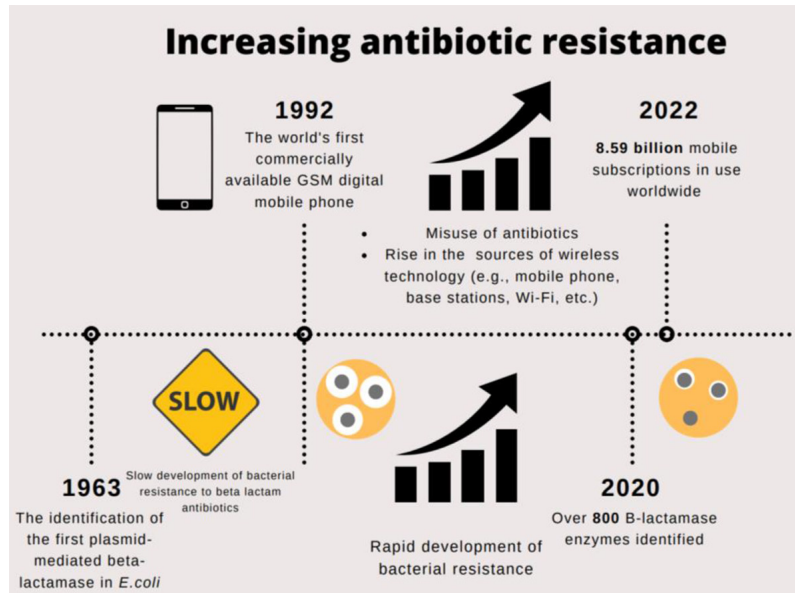 Increasing antibiotic resistance
1992
The world's first
commercially
available GSM digital
mobile phone
2022
8.59 billion mobile
subscriptions in use
worldwide
• Misuse of antibiotics
• Rise in the sources of wireless
technology (e.g., mobile phone,
base stations, Wi-Fi, etc.)
SLOW
Slow development of bacterial
resistance to beta lactam
antibiotics
1963
The identification of
the first plasmid-
mediated beta-
lactamase in E.coli
Rapid development of
bacterial resistance
2020
Over 800 B-lactamase
enzymes identified